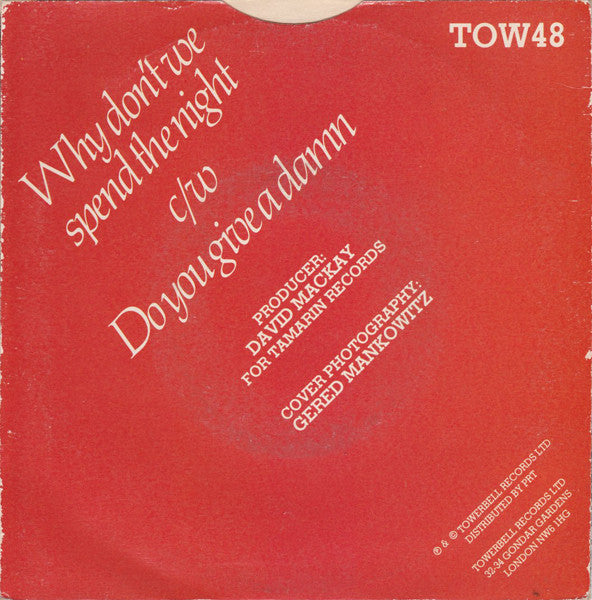 TOW48
Why don't we
spend the night
c/w
Do you give a damn
PRODUCER:
DAVID MACKAY
FOR TAMARIN RECORDS
COVER PHOTOGRAPHY:
GERED MANKOWITZ
℗ & © TOWERBELL RECORDS LTD
DISTRIBUTED BY PRT
TOWERBELL RECORDS LTD
32-34 GONDAR GARDENS
LONDON NW6 1HG